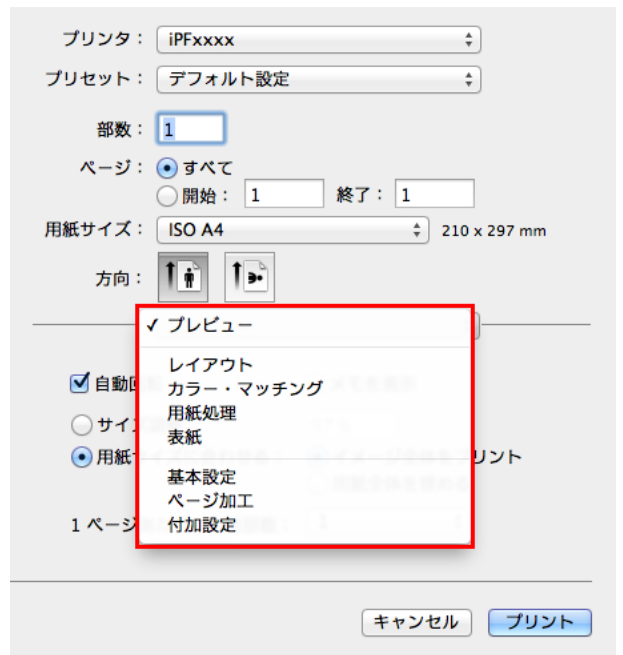 プリンタ： iPFxxxx
プリセット： デフォルト設定
部数： 1
ページ： すべて
開始： 1 終了： 1
用紙サイズ： ISO A4 210 x 297 mm
方向：
✓ プレビュー
レイアウト
カラー・マッチング
用紙処理
表紙
基本設定
ページ加工
付加設定
自動
サイ
用紙 リント
1 ページ
キャンセル プリント